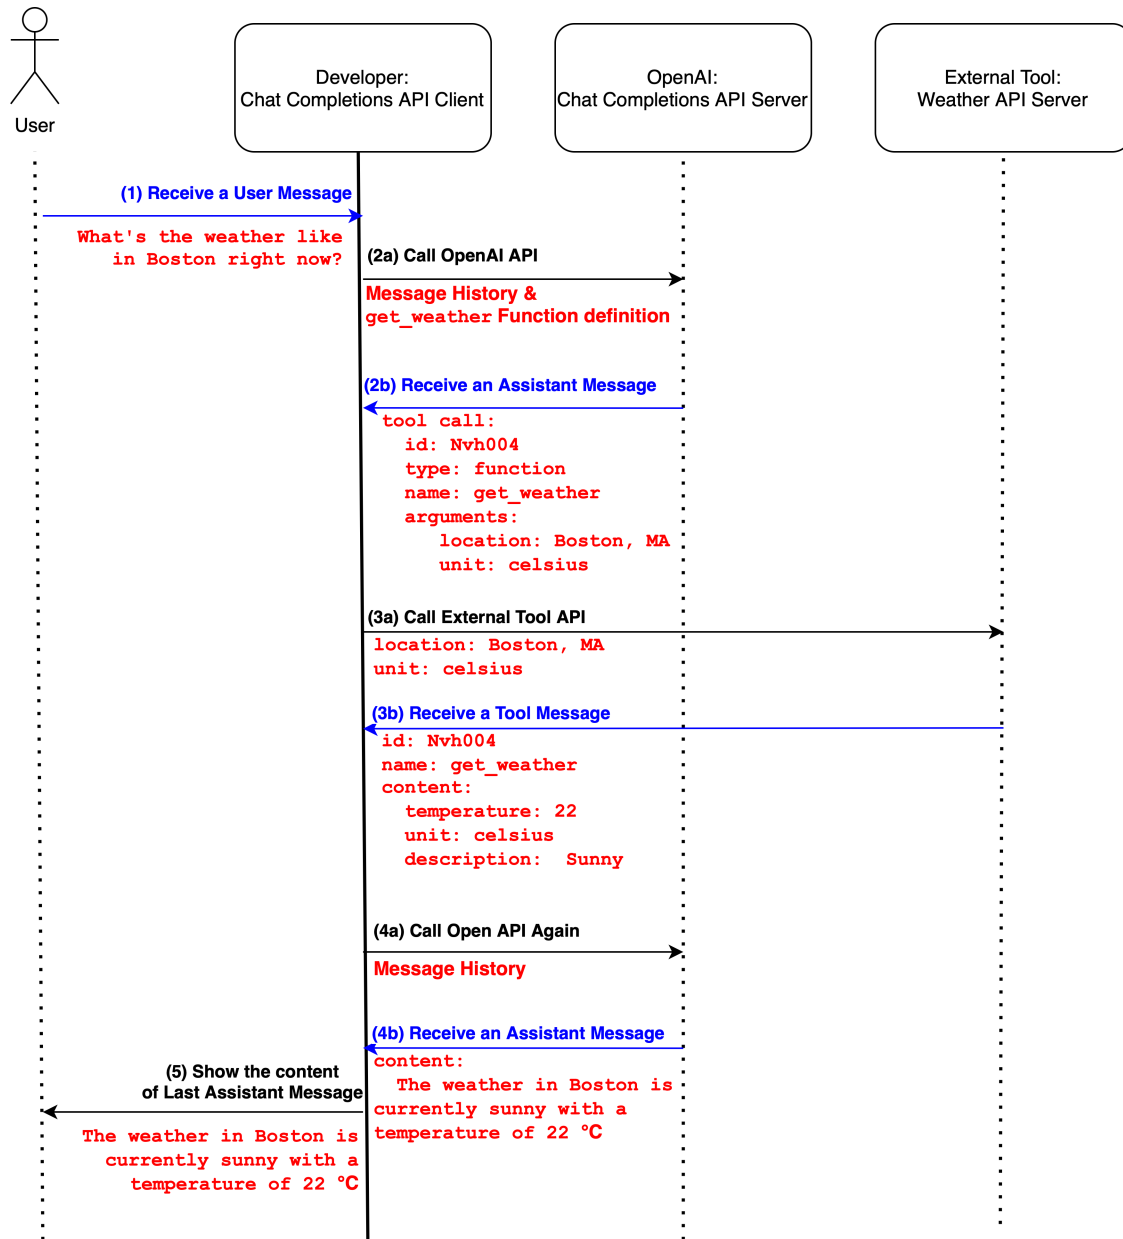 User
Developer:
Chat Completions API Client
OpenAI:
Chat Completions API Server
External Tool:
Weather API Server
(1) Receive a User Message
What's the weather like
in Boston right now?
(2a) Call OpenAI API
Message History &
get_weather Function definition
(2b) Receive an Assistant Message
tool call:
id: Nvh004
type: function
name: get_weather
arguments:
location: Boston, MA
unit: celsius
(3a) Call External Tool API
location: Boston, MA
unit: celsius
(3b) Receive a Tool Message
id: Nvh004
name: get_weather
content:
temperature: 22
unit: celsius
description:  Sunny
(4a) Call Open API Again
Message History
(4b) Receive an Assistant Message
content:
The weather in Boston is
currently sunny with a
temperature of 22 °C
(5) Show the content
of Last Assistant Message
The weather in Boston is
currently sunny with a
temperature of 22 °C